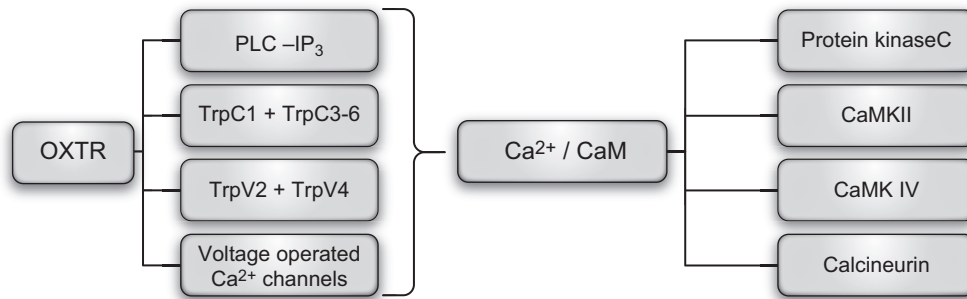 OXTR
PLC –IP₃
TrpC1 + TrpC3-6
TrpV2 + TrpV4
Voltage operated
Ca²⁺ channels
Ca²⁺ / CaM
Protein kinaseC
CaMKII
CaMK IV
Calcineurin